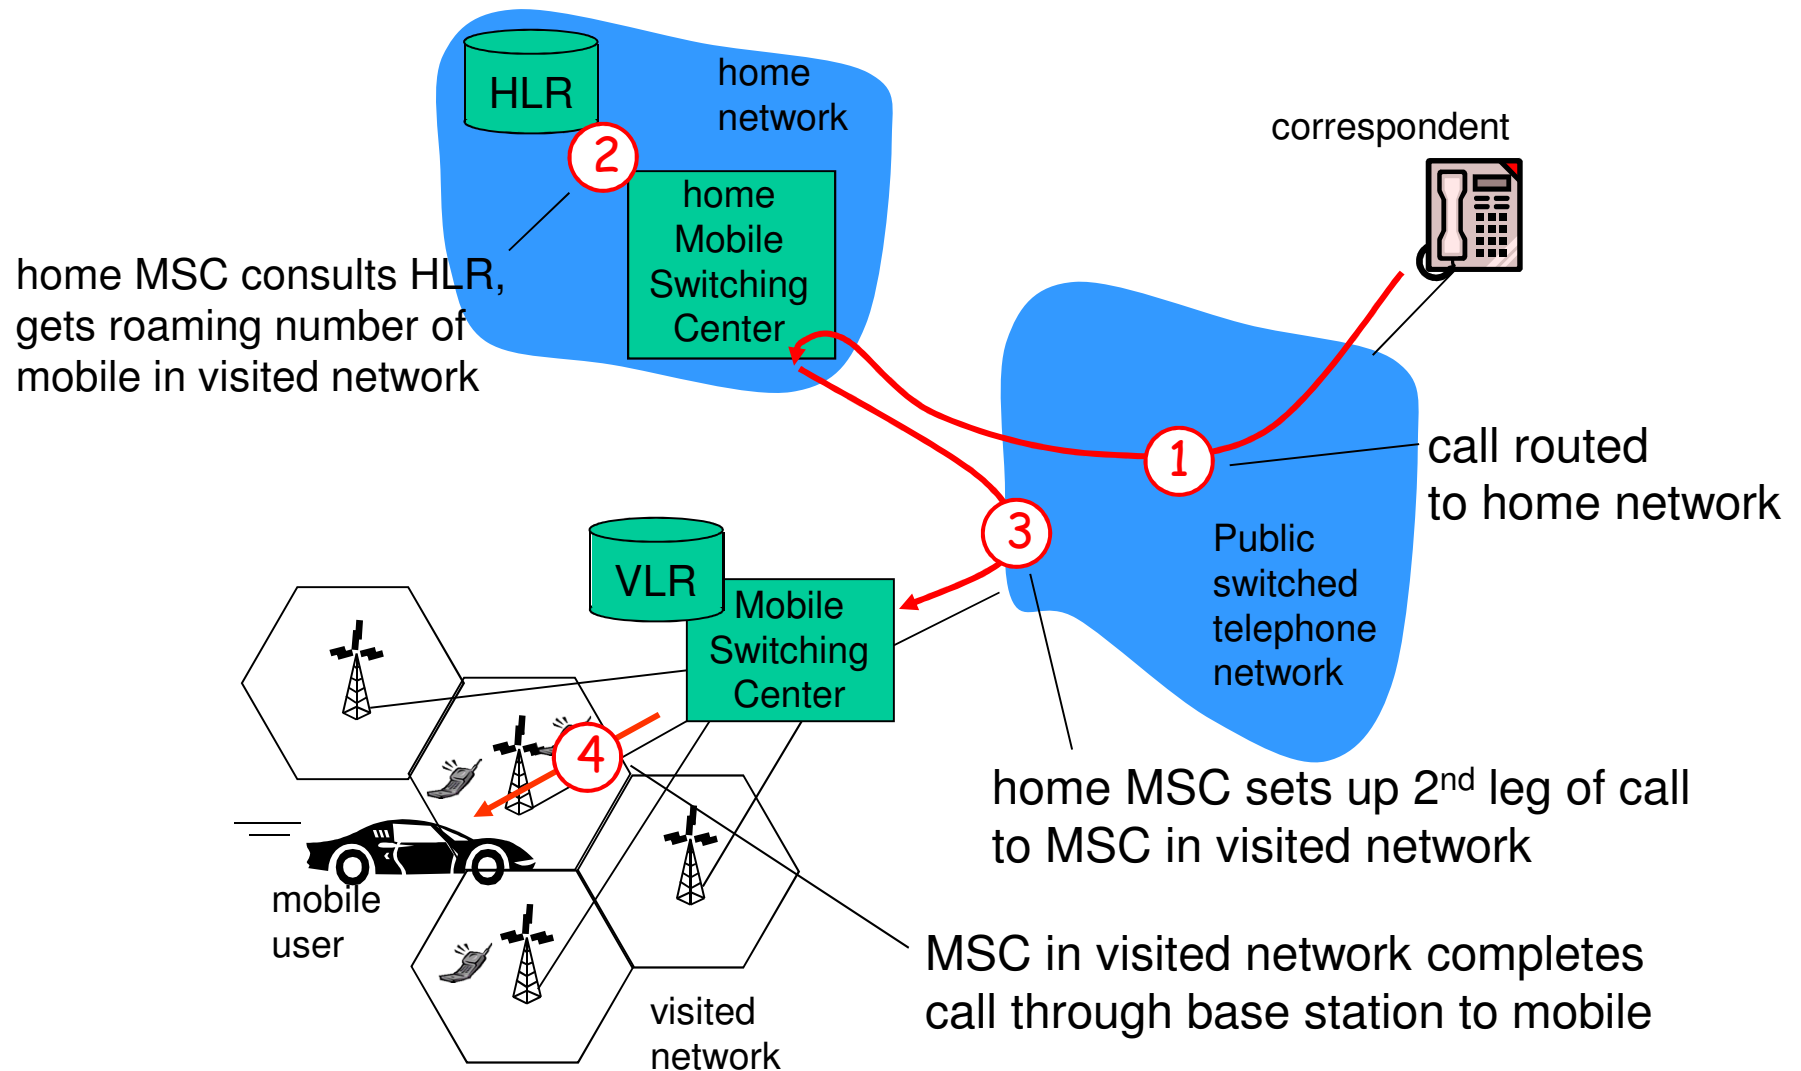 HLR
home
network
correspondent
2
home
Mobile
Switching
Center
home MSC consults HLR,
gets roaming number of
mobile in visited network
1
call routed
to home network
3
Public
switched
telephone
network
VLR
Mobile
Switching
Center
4
home MSC sets up 2nd leg of call
to MSC in visited network
mobile
user
MSC in visited network completes
call through base station to mobile
visited
network